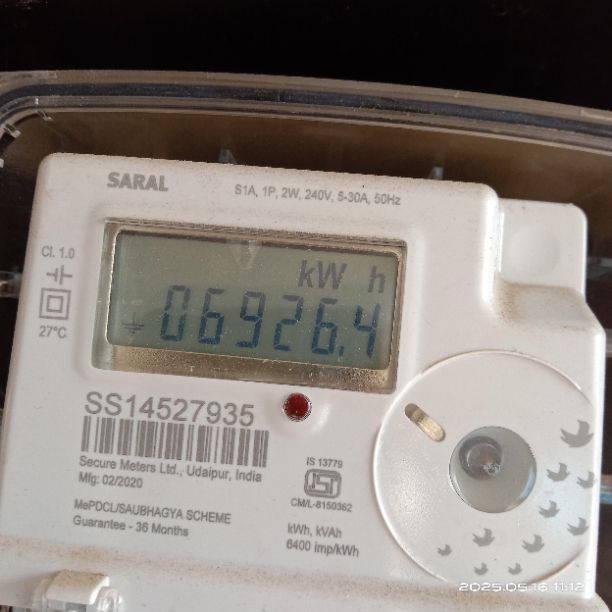 SARAL
S1A, 1P, 2W, 240V, 5-30A, 50Hz
Cl. 1.0
27°C
kW h
06926.4
SS14527935
Secure Meters Ltd., Udaipur, India
Mfg: 02/2020
MePDCL/SAUBHAGYA SCHEME
Guarantee - 36 Months
IS 13779
ISI
CM/L-8150362
kWh, kVAh
6400 imp/kWh
2025.05.16 11:12